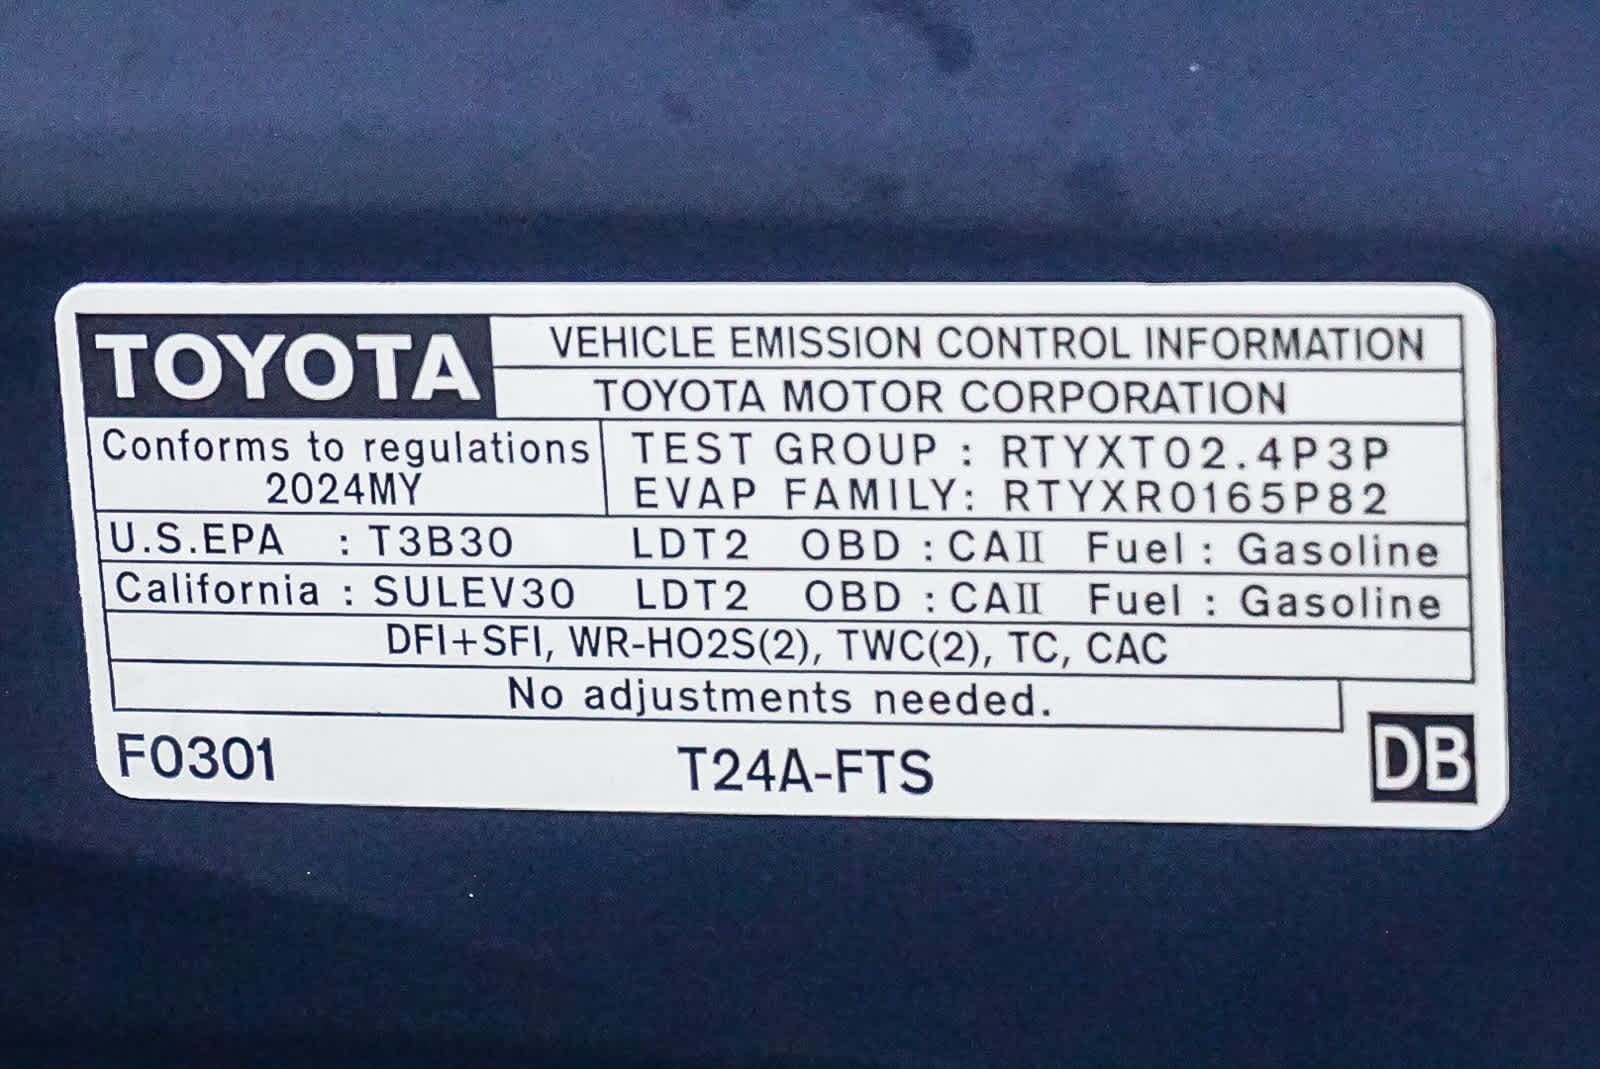 TOYOTA
VEHICLE EMISSION CONTROL INFORMATION
TOYOTA MOTOR CORPORATION
Conforms to regulations
2024MY
TEST GROUP : RTYXT02.4P3P
EVAP FAMILY: RTYXR0165P82
U.S.EPA : T3B30 LDT2 OBD : CAII Fuel : Gasoline
California : SULEV30 LDT2 OBD : CAII Fuel : Gasoline
DFI+SFI, WR-HO2S(2), TWC(2), TC, CAC
No adjustments needed.
F0301
T24A-FTS
DB